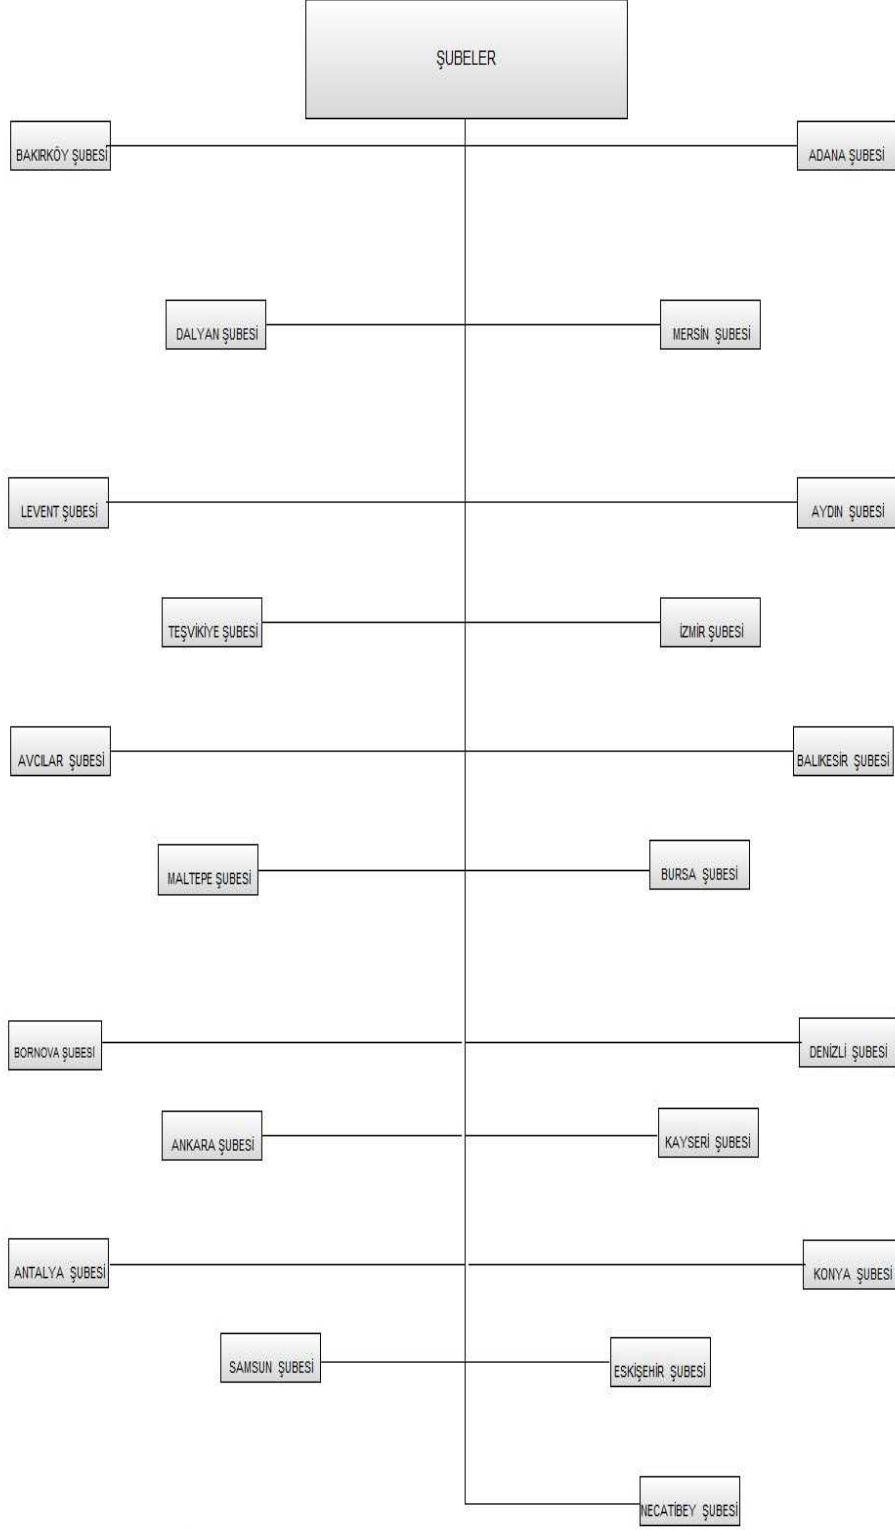 ŞUBELER
BAKIRKÖY ŞUBESİ
ADANA ŞUBESİ
DALYAN ŞUBESİ
MERSİN ŞUBESİ
LEVENT ŞUBESİ
AYDIN ŞUBESİ
TEŞVİKİYE ŞUBESİ
İZMİR ŞUBESİ
AVCILAR ŞUBESİ
BALIKESİR ŞUBESİ
MALTEPE ŞUBESİ
BURSA ŞUBESİ
BORNOVA ŞUBESİ
DENİZLİ ŞUBESİ
ANKARA ŞUBESİ
KAYSERİ ŞUBESİ
ANTALYA ŞUBESİ
KONYA ŞUBESİ
SAMSUN ŞUBESİ
ESKİŞEHİR ŞUBESİ
NECATİBEY ŞUBESİ